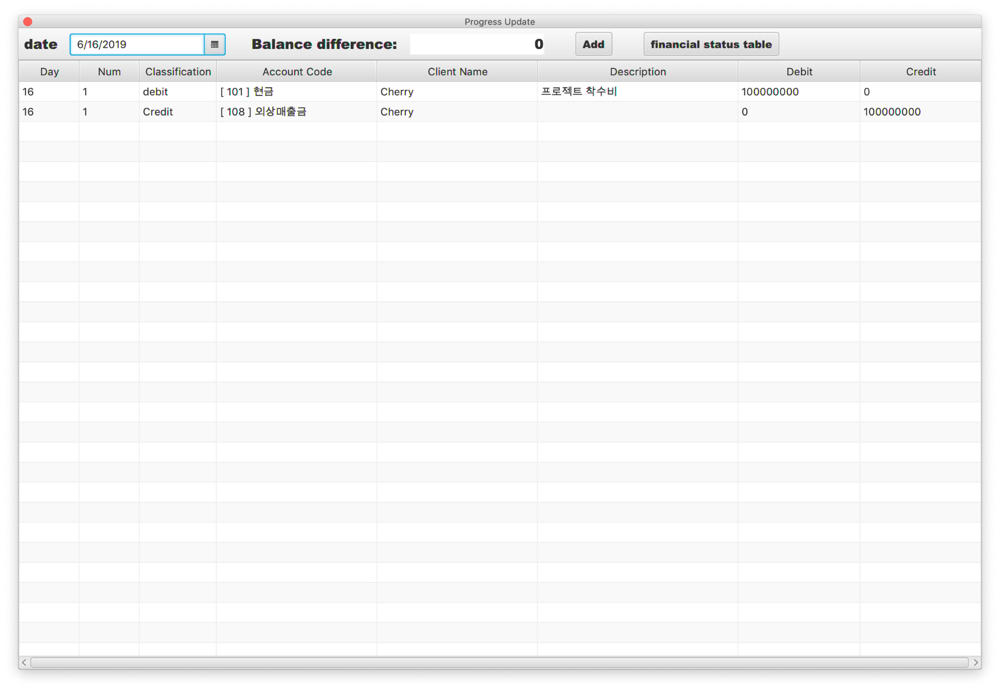 Progress Update
date 6/16/2019 Balance difference: 0 Add financial status table
Day Num Classification Account Code Client Name Description Debit Credit
16 1 debit [ 101 ] 현금 Cherry 프로젝트 착수비 100000000 0
16 1 Credit [ 108 ] 외상매출금 Cherry 0 100000000